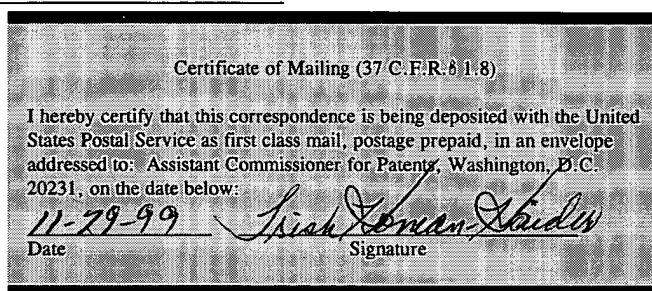 Certificate of Mailing (37 C.F.R.§ 1.8)
I hereby certify that this correspondence is being deposited with the United
States Postal Service as first class mail, postage prepaid, in an envelope
addressed to: Assistant Commissioner for Patents, Washington, D.C.
20231, on the date below:
11-29-99 Trish
Date Signature